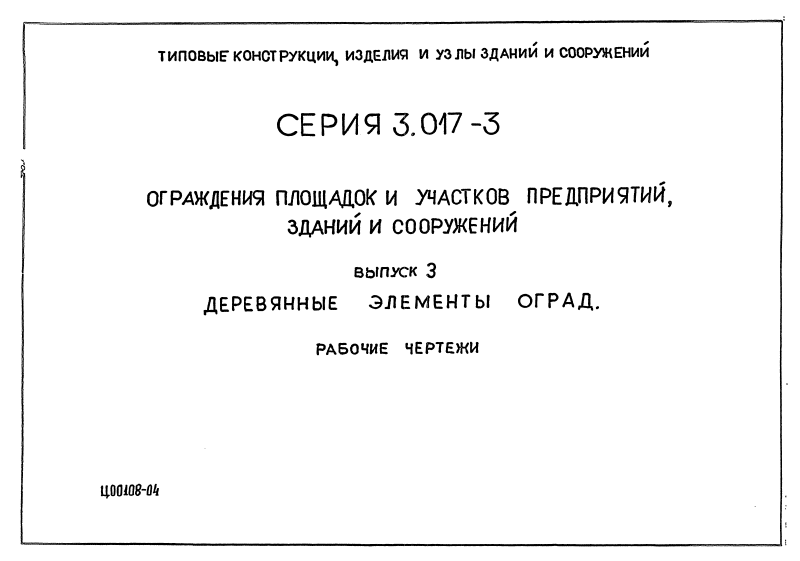 ТИПОВЫЕ КОНСТРУКЦИИ, ИЗДЕЛИЯ И УЗЛЫ ЗДАНИЙ И СООРУЖЕНИЙ
СЕРИЯ 3.017-3
ОГРАЖДЕНИЯ ПЛОЩАДОК И УЧАСТКОВ ПРЕДПРИЯТИЙ,
ЗДАНИЙ И СООРУЖЕНИЙ
ВЫПУСК 3
ДЕРЕВЯННЫЕ ЭЛЕМЕНТЫ ОГРАД.
РАБОЧИЕ ЧЕРТЕЖИ
Ц00108-04